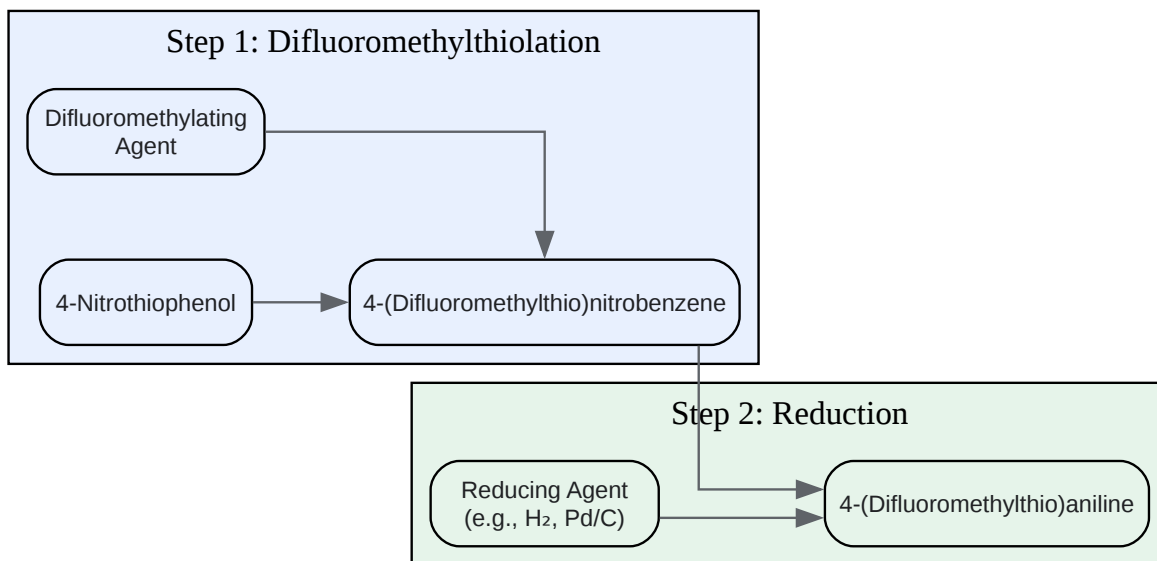 Step 1: Difluoromethylthiolation
Difluoromethylating
Agent
4-Nitrothiophenol
4-(Difluoromethylthio)nitrobenzene
Step 2: Reduction
Reducing Agent
(e.g., H₂, Pd/C)
4-(Difluoromethylthio)aniline